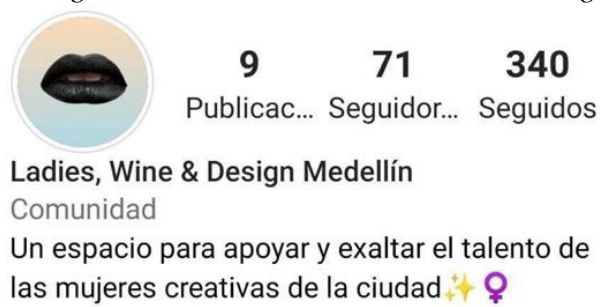 9 71 340
Publicac... Seguidor... Seguidos
Ladies, Wine & Design Medellín
Comunidad
Un espacio para apoyar y exaltar el talento de
las mujeres creativas de la ciudad✨♀️